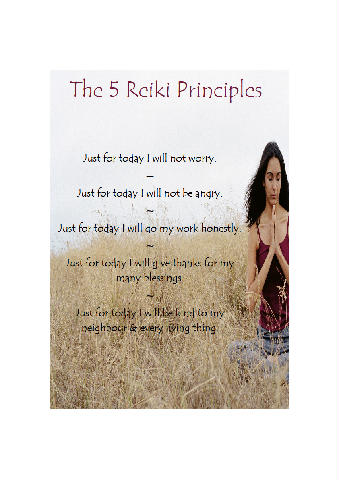 The 5 Reiki Principles
Just for today I will not worry.
~
Just for today I will not be angry.
~
Just for today I will do my work honestly.
~
Just for today I will give thanks for my
many blessings.
~
Just for today I will be kind to my
neighbour & every living thing.